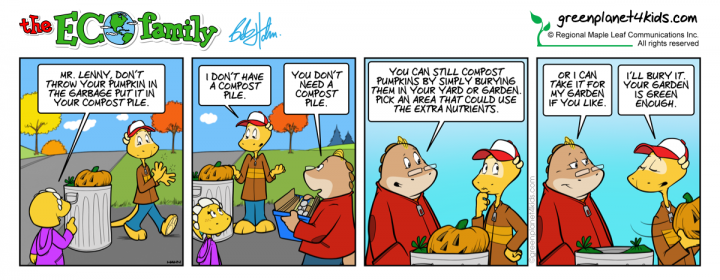 the ECO family
greenplanet4kids.com
© Regional Maple Leaf Communications Inc.
All rights reserved
MR. LENNY, DON'T
THROW YOUR PUMPKIN IN
THE GARBAGE PUT IT IN
YOUR COMPOST PILE.
I DON'T HAVE
A COMPOST
PILE.
YOU DON'T
NEED A
COMPOST
PILE.
YOU CAN STILL COMPOST
PUMPKINS BY SIMPLY BURYING
THEM IN YOUR YARD OR GARDEN.
PICK AN AREA THAT COULD USE
THE EXTRA NUTRIENTS.
OR I CAN
TAKE IT FOR
MY GARDEN
IF YOU LIKE.
I'LL BURY IT.
YOUR GARDEN
IS GREEN
ENOUGH.
greenplanet4kids.com